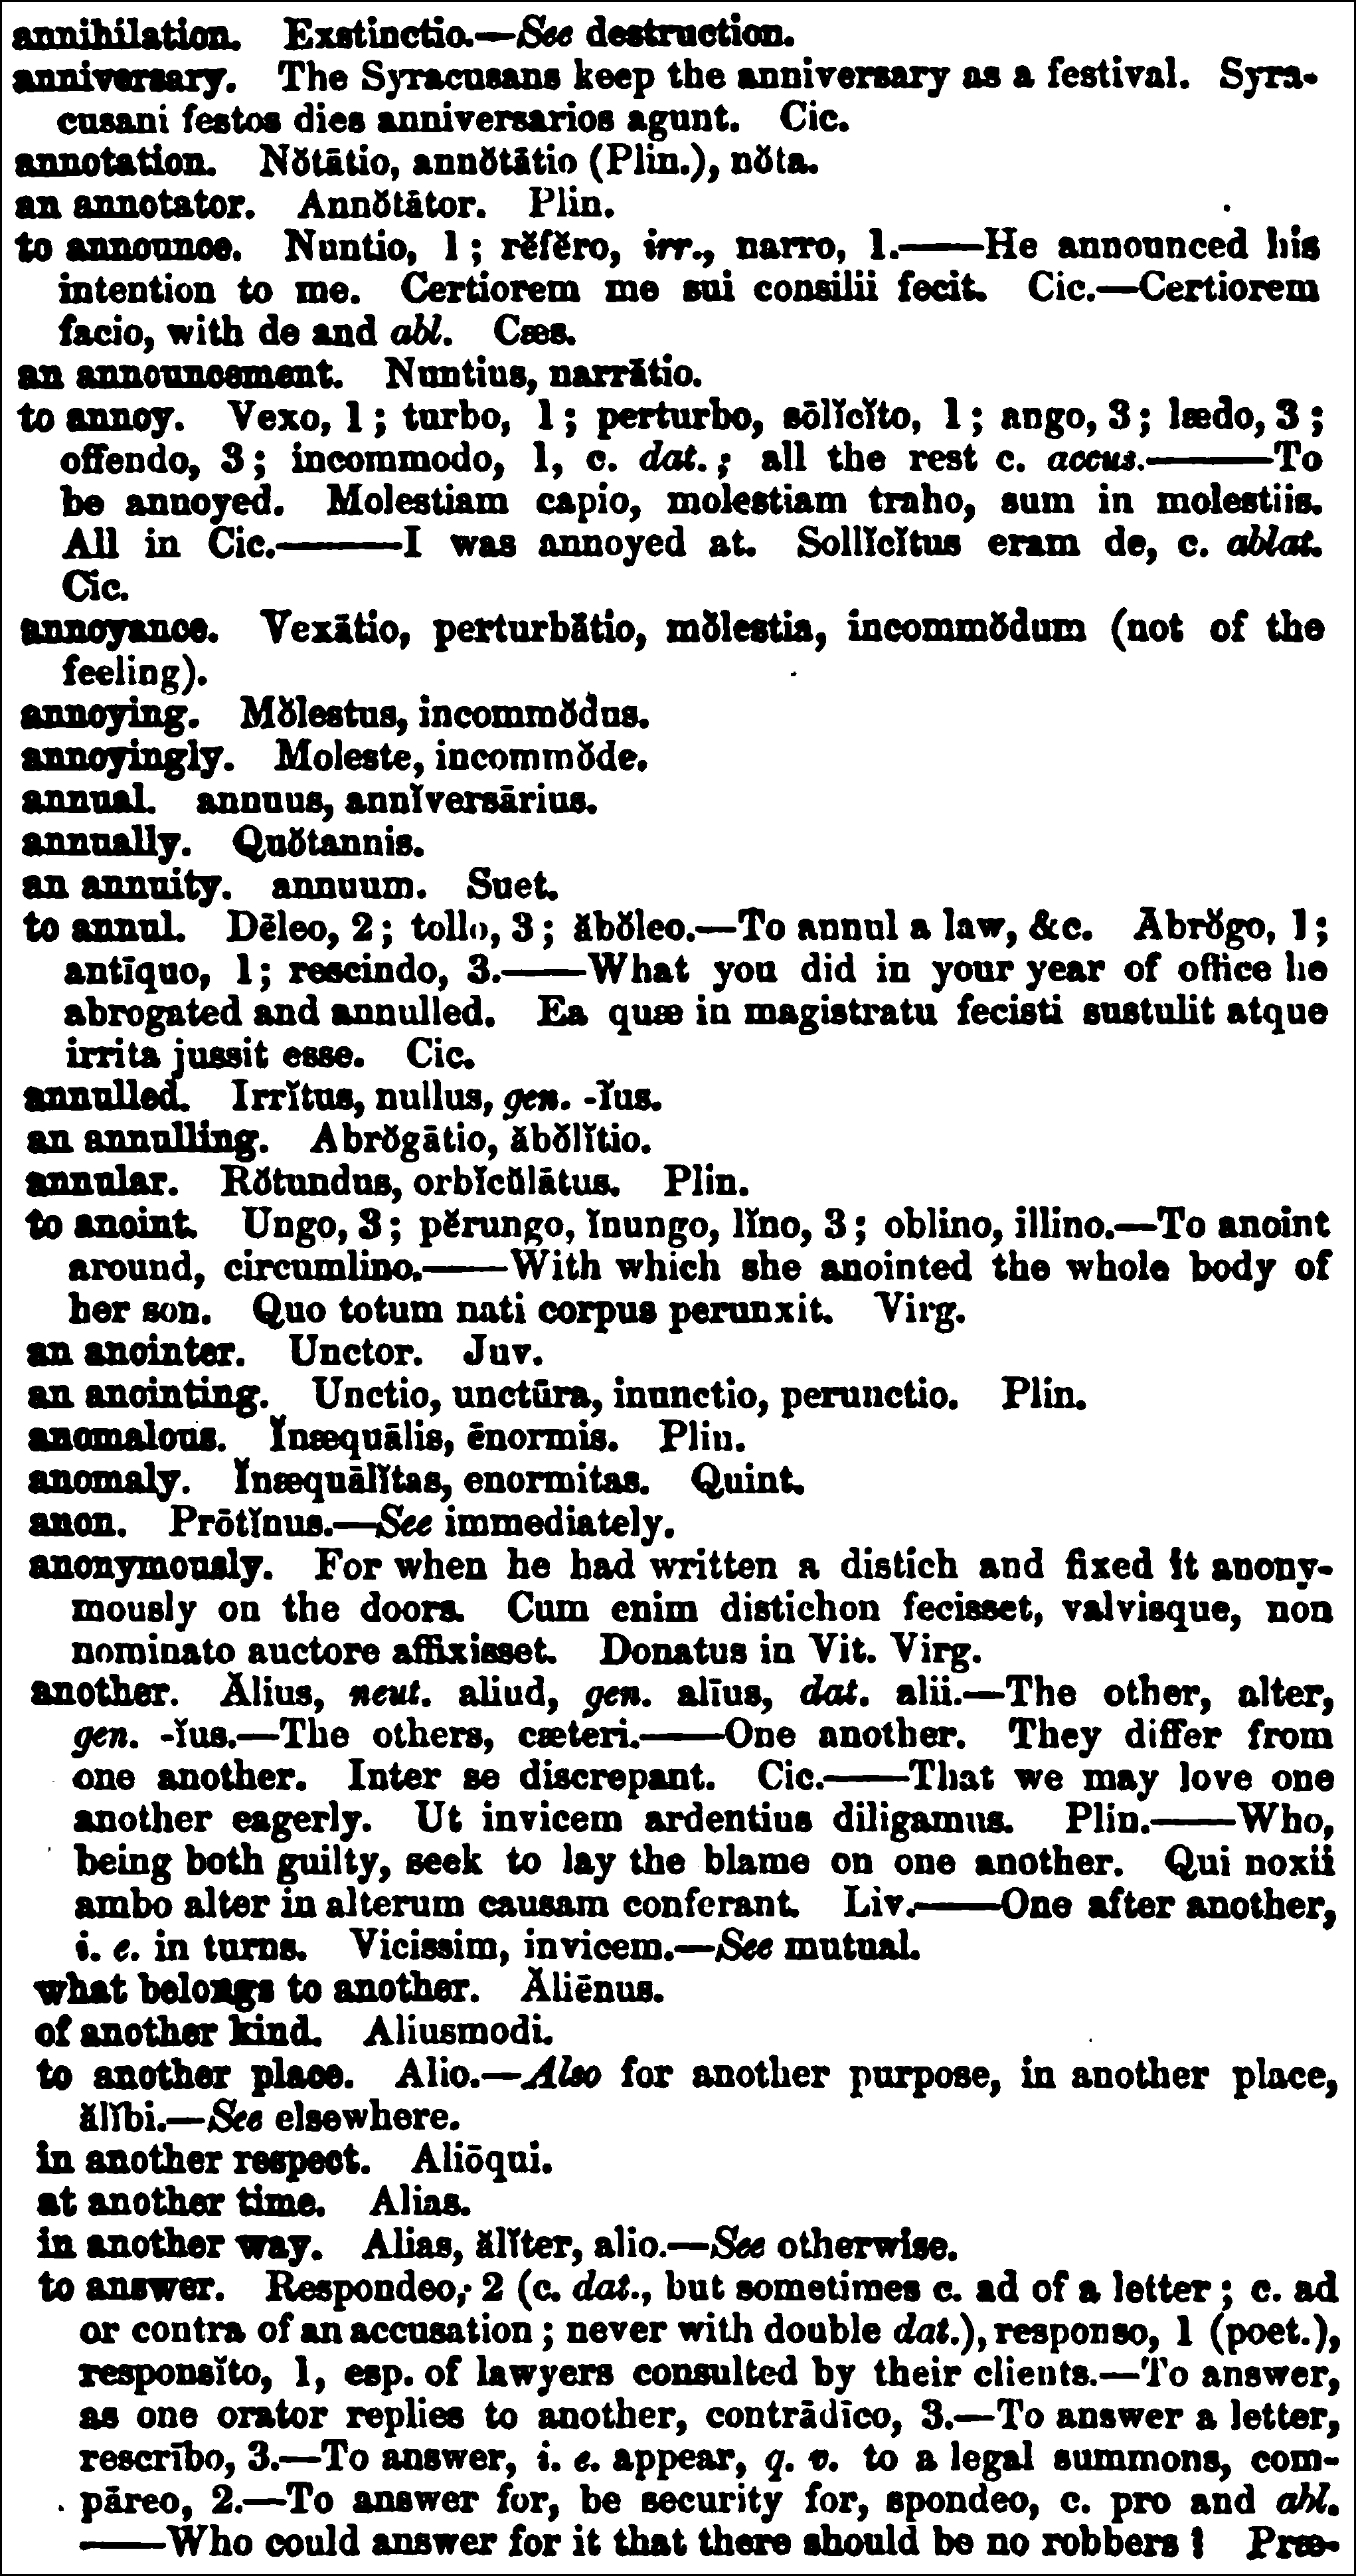 annihilation. Exstinctio.—See destruction.
anniversary. The Syracusans keep the anniversary as a festival. Syra-
cusani festos dies anniversarios agunt. Cic.
annotation. Nŏtātio, annŏtātio (Plin.), nŏta.
an annotator. Annŏtātor. Plin.
to announce. Nuntio, 1; rĕfĕro, irr., narro, 1.——He announced his
intention to me. Certiorem me sui consilii fecit. Cic.—Certiorem
facio, with de and abl. Cæs.
an announcement. Nuntius, narrātio.
to annoy. Vexo, 1; turbo, 1; perturbo, sōlĭcĭto, 1; ango, 3; lædo, 3;
offendo, 3; incommodo, 1, c. dat.; all the rest c. accus.——To
be annoyed. Molestiam capio, molestiam traho, sum in molestiis.
All in Cic.——I was annoyed at. Sollĭcĭtus eram de, c. ablat.
Cic.
annoyance. Vexātio, perturbātio, mŏlestia, incommŏdum (not of the
feeling).
annoying. Mŏlestus, incommŏdus.
annoyingly. Moleste, incommŏde.
annual. annuus, annĭversārius.
annually. Quŏtannis.
an annuity. annuum. Suet.
to annul. Dēleo, 2; tollo, 3; ăbŏleo.—To annul a law, &c. Abrŏgo, 1;
antīquo, 1; rescindo, 3.——What you did in your year of office he
abrogated and annulled. Ea quæ in magistratu fecisti sustulit atque
irrita jussit esse. Cic.
annulled. Irrĭtus, nullus, gen. -ĭus.
an annulling. Abrŏgātio, ăbŏlĭtio.
annular. Rŏtundus, orbĭcŭlātus. Plin.
to anoint. Ungo, 3; pĕrungo, ĭnungo, lĭno, 3; oblino, illino.—To anoint
around, circumlino.——With which she anointed the whole body of
her son. Quo totum nati corpus perunxit. Virg.
an anointer. Unctor. Juv.
an anointing. Unctio, unctūra, inunctio, perunctio. Plin.
anomalous. Ĭnæquālis, ēnormis. Plin.
anomaly. Ĭnæquālĭtas, enormitas. Quint.
anon. Prōtĭnus.—See immediately.
anonymously. For when he had written a distich and fixed it anony-
mously on the doors. Cum enim distichon fecisset, valvisque, non
nominato auctore affixisset. Donatus in Vit. Virg.
another. Ălius, neut. aliud, gen. alīus, dat. alii.—The other, alter,
gen. -ĭus.—The others, cæteri.——One another. They differ from
one another. Inter se discrepant. Cic.——That we may love one
another eagerly. Ut invicem ardentius diligamus. Plin.——Who,
being both guilty, seek to lay the blame on one another. Qui noxii
ambo alter in alterum causam conferant. Liv.——One after another,
i. e. in turns. Vicissim, invicem.—See mutual.
what belongs to another. Ăliēnus.
of another kind. Aliusmodi.
to another place. Alio.—Also for another purpose, in another place,
ălĭbi.—See elsewhere.
in another respect. Aliōqui.
at another time. Alias.
in another way. Alias, ălĭter, alio.—See otherwise.
to answer. Respondeo, 2 (c. dat., but sometimes c. ad of a letter; c. ad
or contra of an accusation; never with double dat.), responso, 1 (poet.),
responsĭto, 1, esp. of lawyers consulted by their clients.—To answer,
as one orator replies to another, contrādīco, 3.—To answer a letter,
rescrībo, 3.—To answer, i. e. appear, q. v. to a legal summons, com-
pāreo, 2.—To answer for, be security for, spondeo, c. pro and abl.
——Who could answer for it that there should be no robbers? Præ-